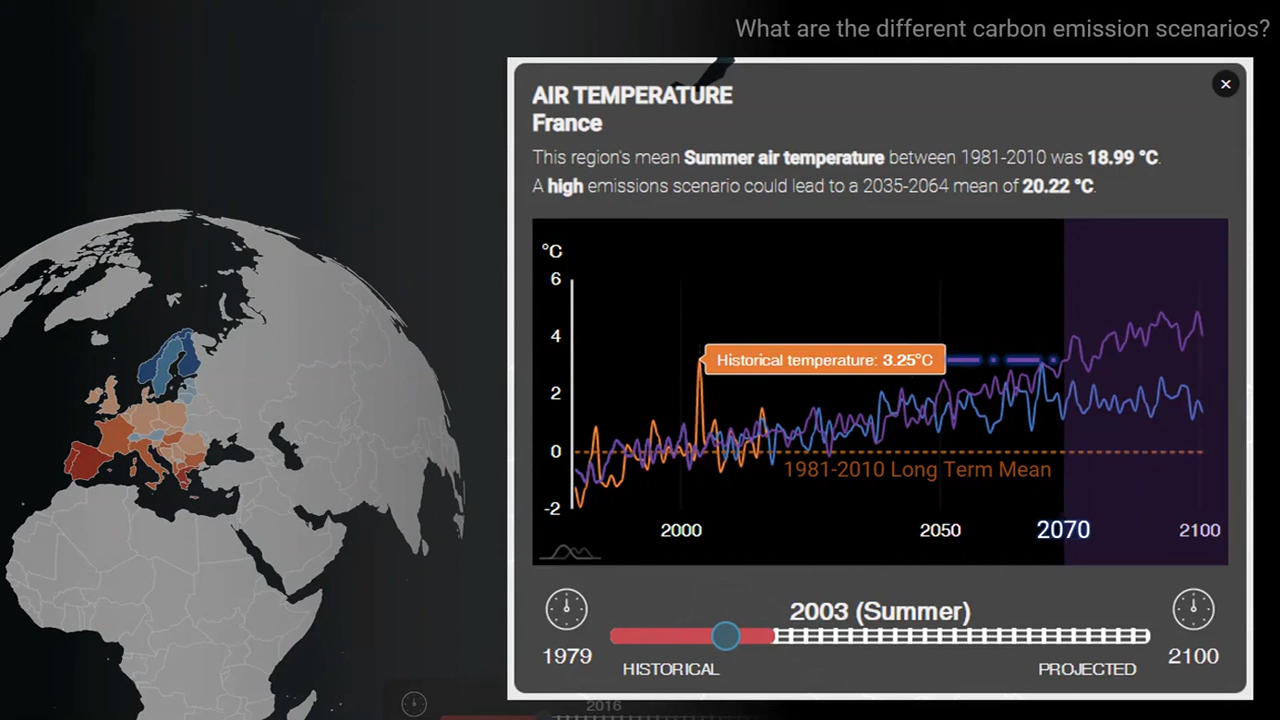 What are the different carbon emission scenarios?
AIR TEMPERATURE
France
This region's mean Summer air temperature between 1981-2010 was 18.99 °C.
A high emissions scenario could lead to a 2035-2064 mean of 20.22 °C.
°C
6
4
Historical temperature: 3.25°C
2
0
1981-2010 Long Term Mean
-2
2000
2050
2070
2100
2003 (Summer)
1979
2100
HISTORICAL
PROJECTED
2016